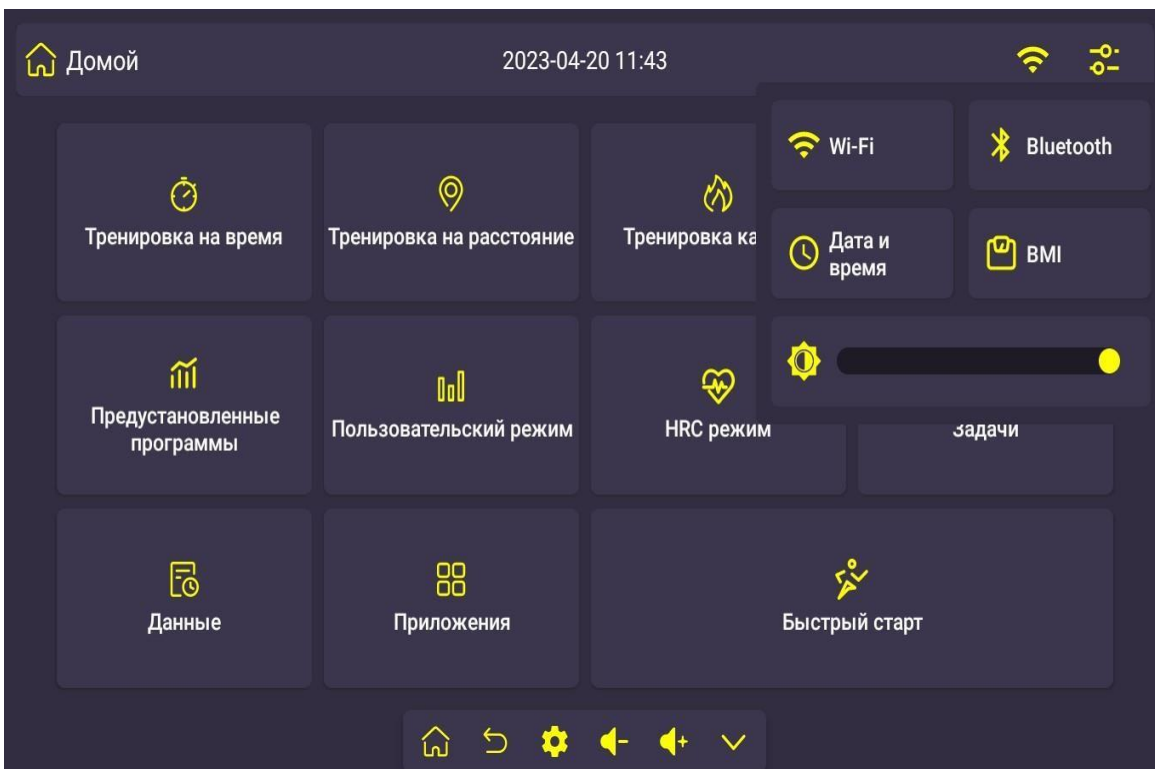 Домой
2023-04-20 11:43
Wi-Fi
Bluetooth
Тренировка на время
Тренировка на расстояние
Тренировка
Дата и
время
BMI
Предустановленные
программы
Пользовательский режим
HRC режим
Задачи
Данные
Приложения
Быстрый старт